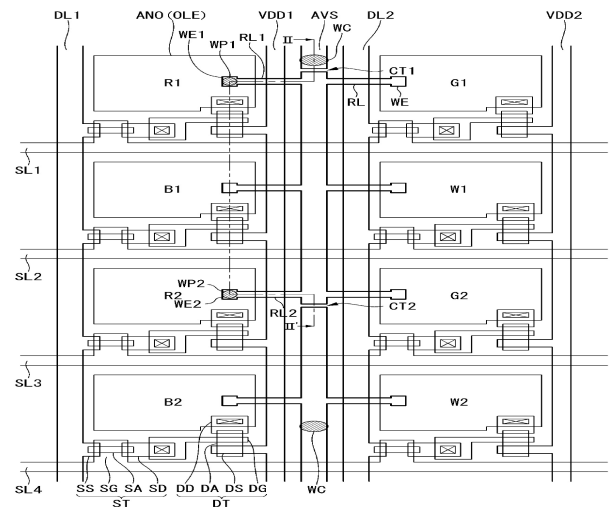 DL1 ANO(OLE) VDD1 AVS DL2 VDD2
WE1 WP1 RL1 II WC
R1 CT1 G1
RL WE
SL1
B1 W1
SL2
WP2 R2 WE2 G2
RL2 CT2
II'
SL3
B2 W2
SL4 SS SG SA SD DD DA DS DG WC
ST DT